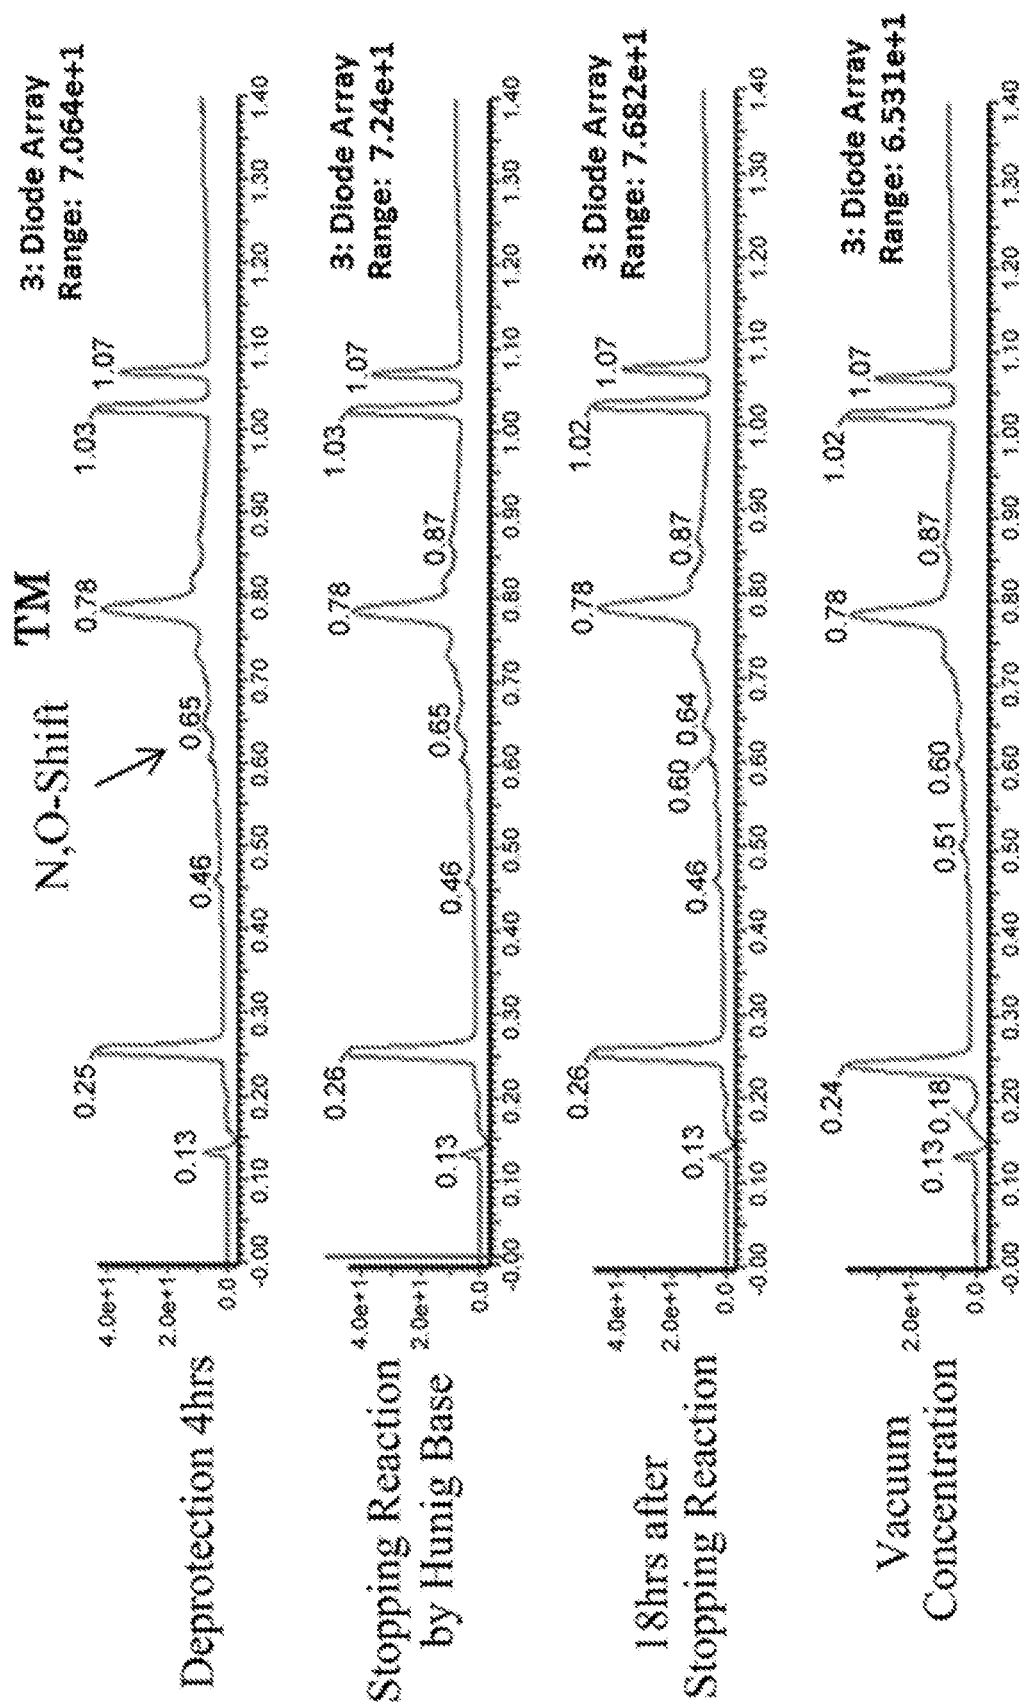 N,O-Shift
TM
3: Diode Array
Range: 7.064e+1
Deprotection 4hrs
4.0e+1
2.0e+1
0.0
0.13
0.25
0.46
0.65
0.78
1.03
1.07
-0.00 0.10 0.20 0.30 0.40 0.50 0.60 0.70 0.80 0.90 1.00 1.10 1.20 1.30 1.40
3: Diode Array
Range: 7.24e+1
Stopping Reaction
by Hunig Base
4.0e+1
2.0e+1
0.0
0.13
0.26
0.46
0.65
0.78
0.87
1.03
1.07
-0.00 0.10 0.20 0.30 0.40 0.50 0.60 0.70 0.80 0.90 1.00 1.10 1.20 1.30 1.40
3: Diode Array
Range: 7.682e+1
18hrs after
Stopping Reaction
4.0e+1
2.0e+1
0.0
0.13
0.26
0.46
0.60
0.64
0.78
0.87
1.02
1.07
-0.00 0.10 0.20 0.30 0.40 0.50 0.60 0.70 0.80 0.90 1.00 1.10 1.20 1.30 1.40
3: Diode Array
Range: 6.531e+1
Vacuum
Concentration
2.0e+1
0.0
0.13
0.18
0.24
0.51
0.60
0.78
0.87
1.02
1.07
-0.00 0.10 0.20 0.30 0.40 0.50 0.60 0.70 0.80 0.90 1.00 1.10 1.20 1.30 1.40